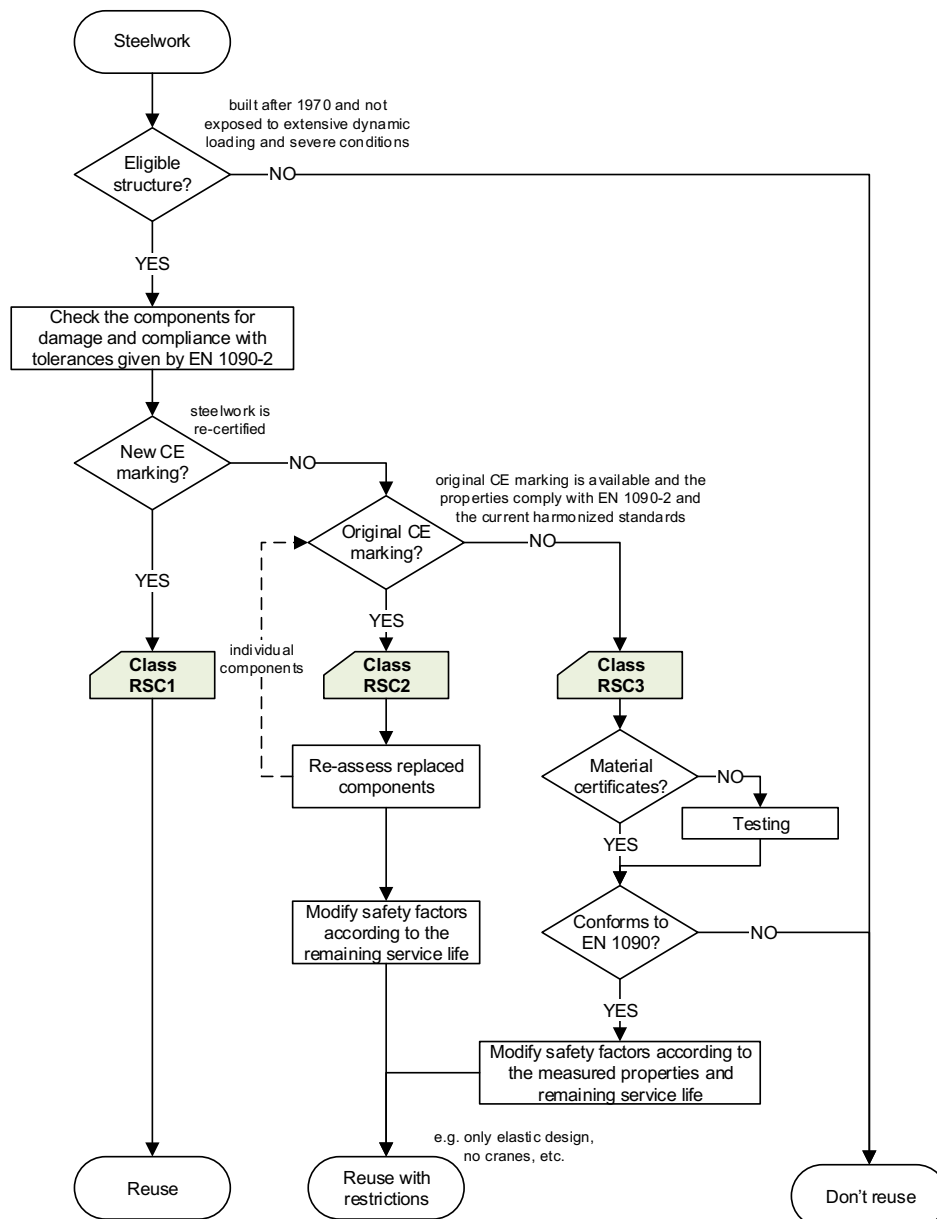 Steelwork
built after 1970 and not
exposed to extensive dynamic
loading and severe conditions
Eligible
structure?
NO
YES
Check the components for
damage and compliance with
tolerances given by EN 1090-2
steelwork is
re-certified
New CE
marking?
NO
original CE marking is available and the
properties comply with EN 1090-2 and
the current harmonized standards
Original CE
marking?
NO
YES
YES
individual
components
Class
RSC1
Class
RSC2
Class
RSC3
Re-assess replaced
components
Material
certificates?
NO
Testing
YES
Modify safety factors
according to the
remaining service life
Conforms to
EN 1090?
NO
YES
Modify safety factors according to
the measured properties and
remaining service life
e.g. only elastic design,
no cranes, etc.
Reuse
Reuse with
restrictions
Don't reuse